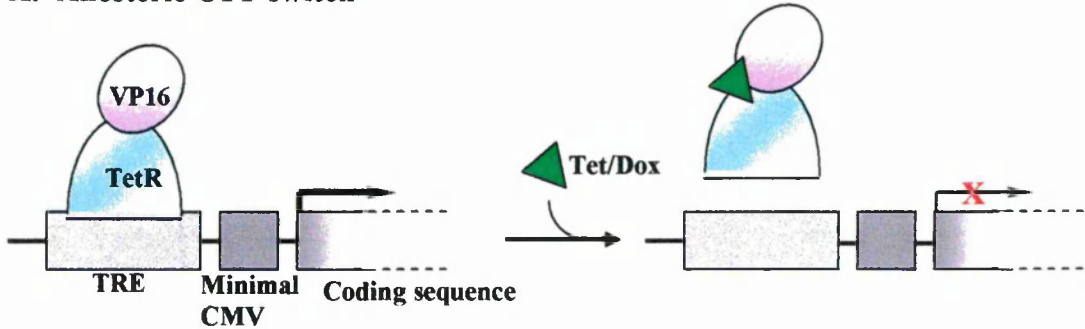 A. Allosteric OFF switch
VP16
TetR
Tet/Dox
X
TRE
Minimal
CMV
Coding sequence